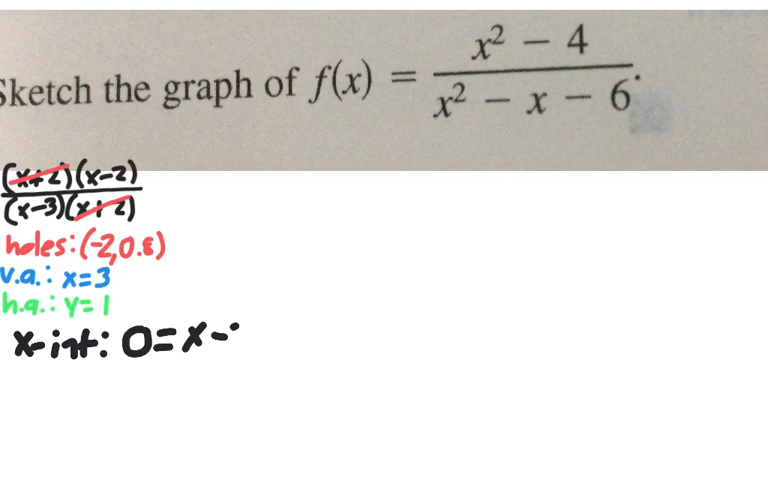 Sketch the graph of f(x) = x² − 4 / x² − x − 6.
(x+2)(x-2)
(x-3)(x+2)
holes: (-2, 0.8)
v.a.: x=3
h.a.: y=1
x-int: 0=x-